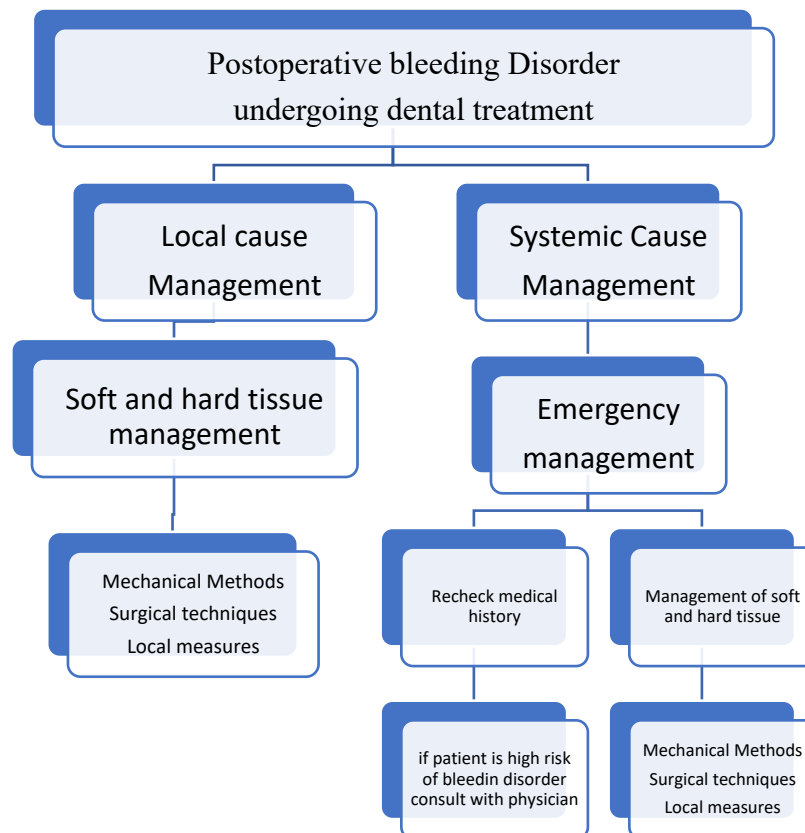 Postoperative bleeding Disorder
undergoing dental treatment
Local cause
Management
Systemic Cause
Management
Soft and hard tissue
management
Emergency
management
Mechanical Methods
Surgical techniques
Local measures
Recheck medical
history
Management of soft
and hard tissue
if patient is high risk
of bleedin disorder
consult with physician
Mechanical Methods
Surgical techniques
Local measures